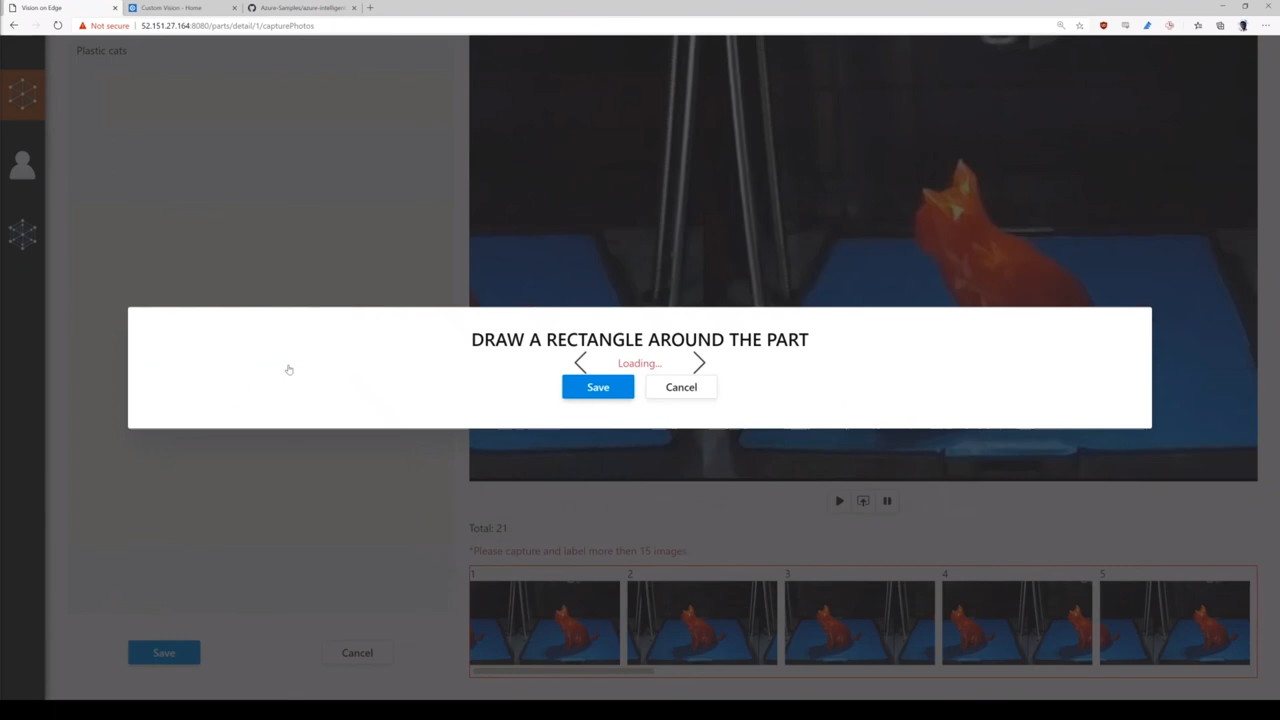 Vision on Edge
Custom Vision - Home
Azure-Samples/azure-intelligent
Not secure
52.151.27.164:8080/parts/detail/1/capturePhotos
Plastic cats
DRAW A RECTANGLE AROUND THE PART
Loading...
Save
Cancel
Total: 21
*Please capture and label more then 15 images.
1
2
3
4
5
Save
Cancel